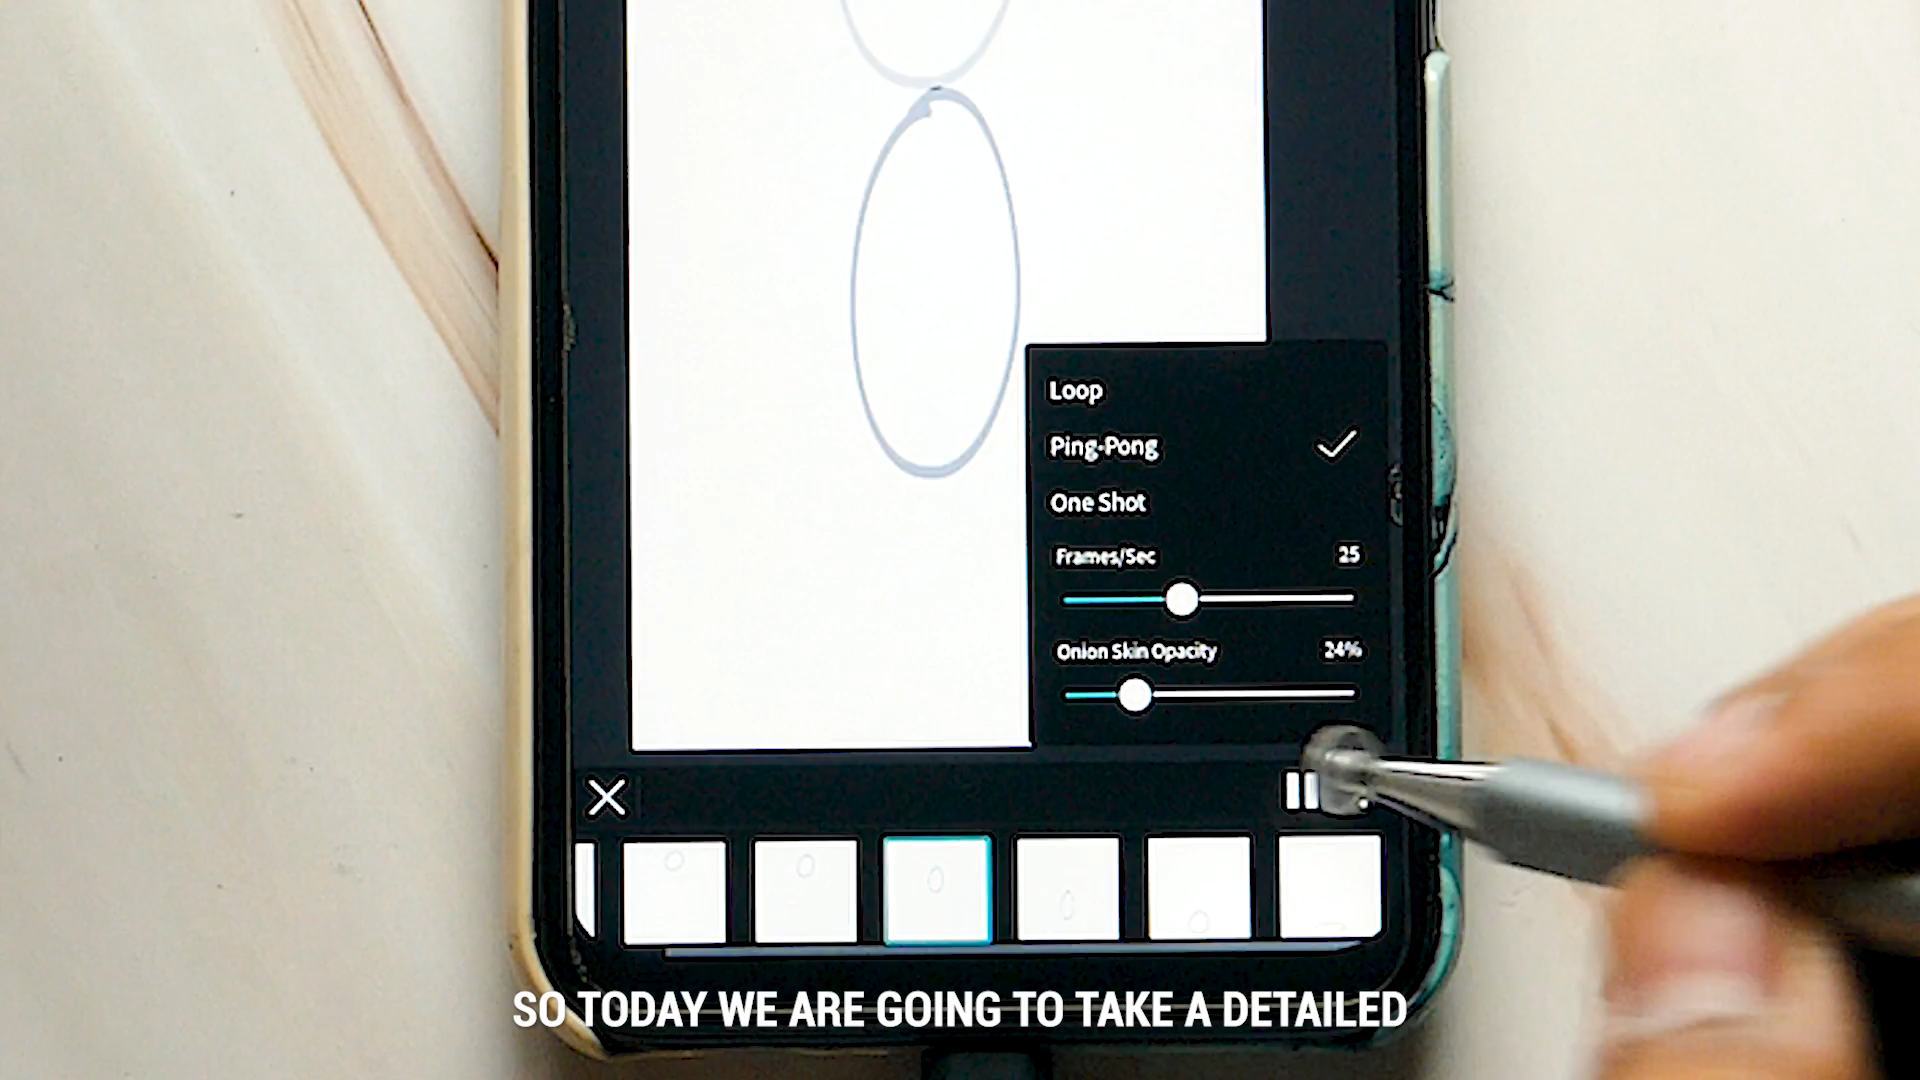 Loop
Ping-Pong
One Shot
Frames/Sec 25
Onion Skin Opacity 24%
SO TODAY WE ARE GOING TO TAKE A DETAILED